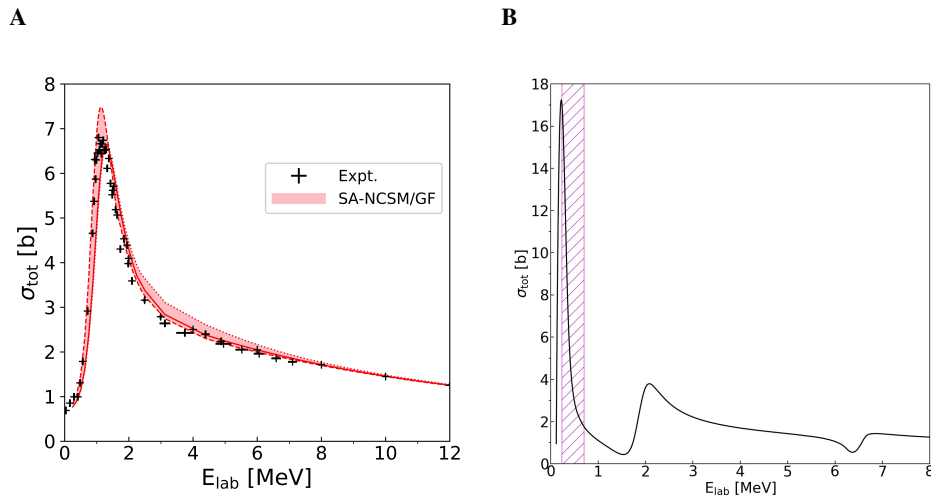 A
B
8
7
6
5
4
3
2
1
0
σtot [b]
Expt.
SA-NCSM/GF
0 2 4 6 8 10 12
Elab [MeV]
18
16
14
12
10
8
6
4
2
0
σtot [b]
0 1 2 3 4 5 6 7 8
Elab [MeV]